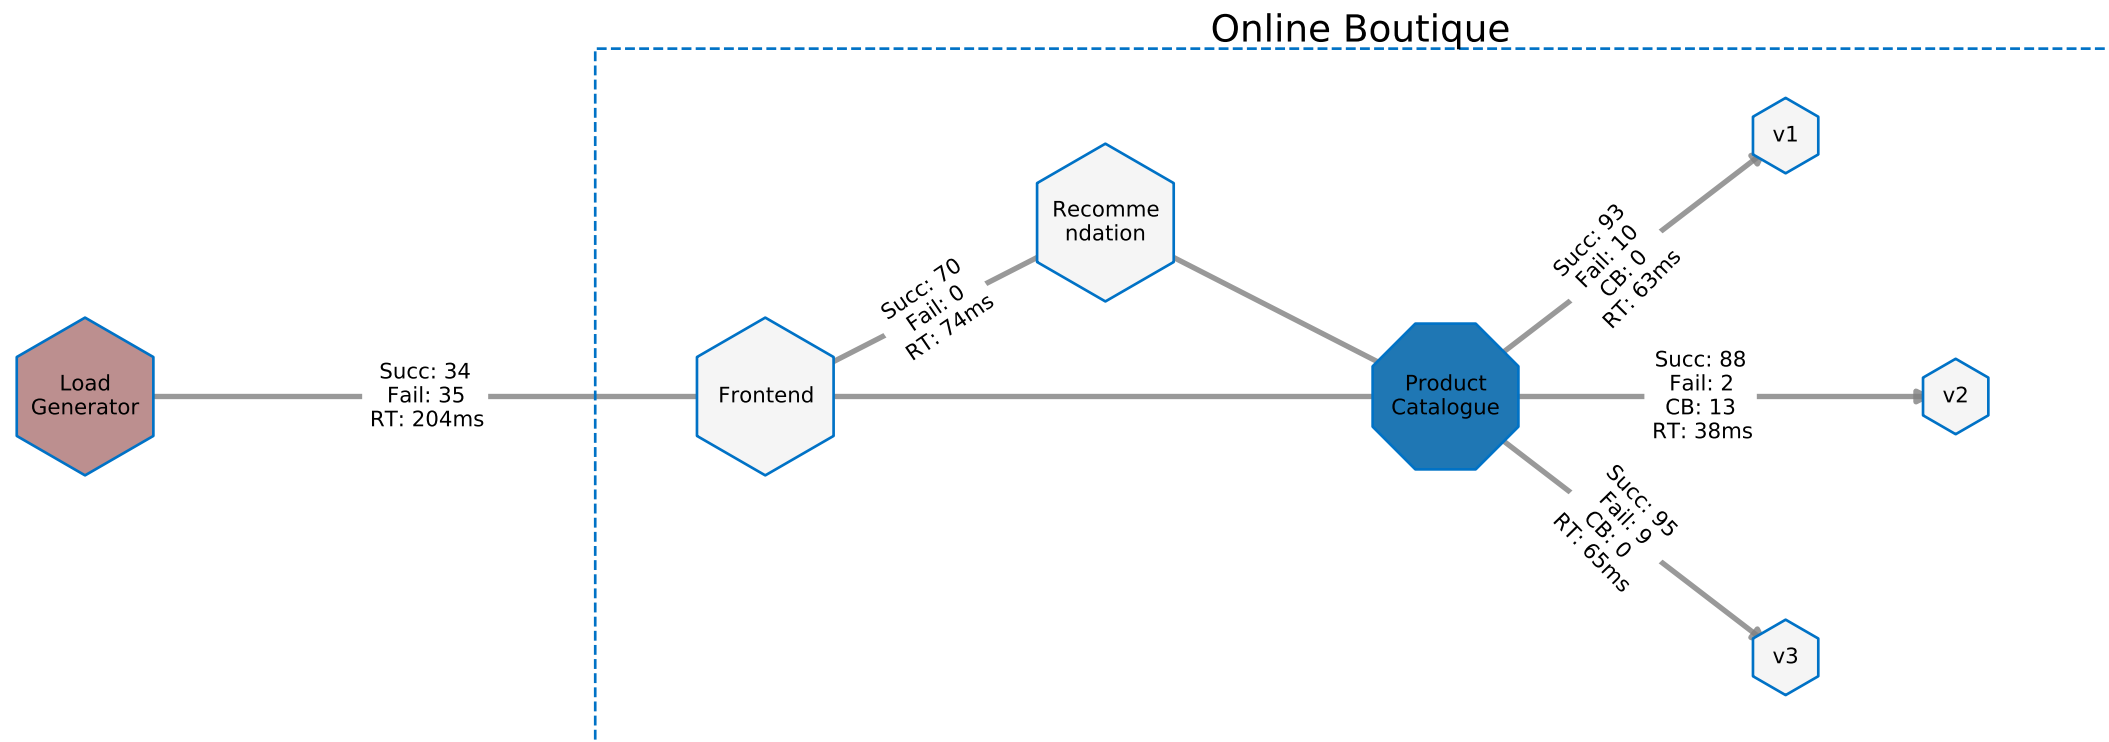 Online Boutique
Load
Generator
Succ: 34
Fail: 35
RT: 204ms
Frontend
Succ: 70
Fail: 0
RT: 74ms
Recomme
ndation
Product
Catalogue
Succ: 93
Fail: 10
CB: 0
RT: 63ms
v1
Succ: 88
Fail: 2
CB: 13
RT: 38ms
v2
Succ: 95
Fail: 9
CB: 0
RT: 65ms
v3